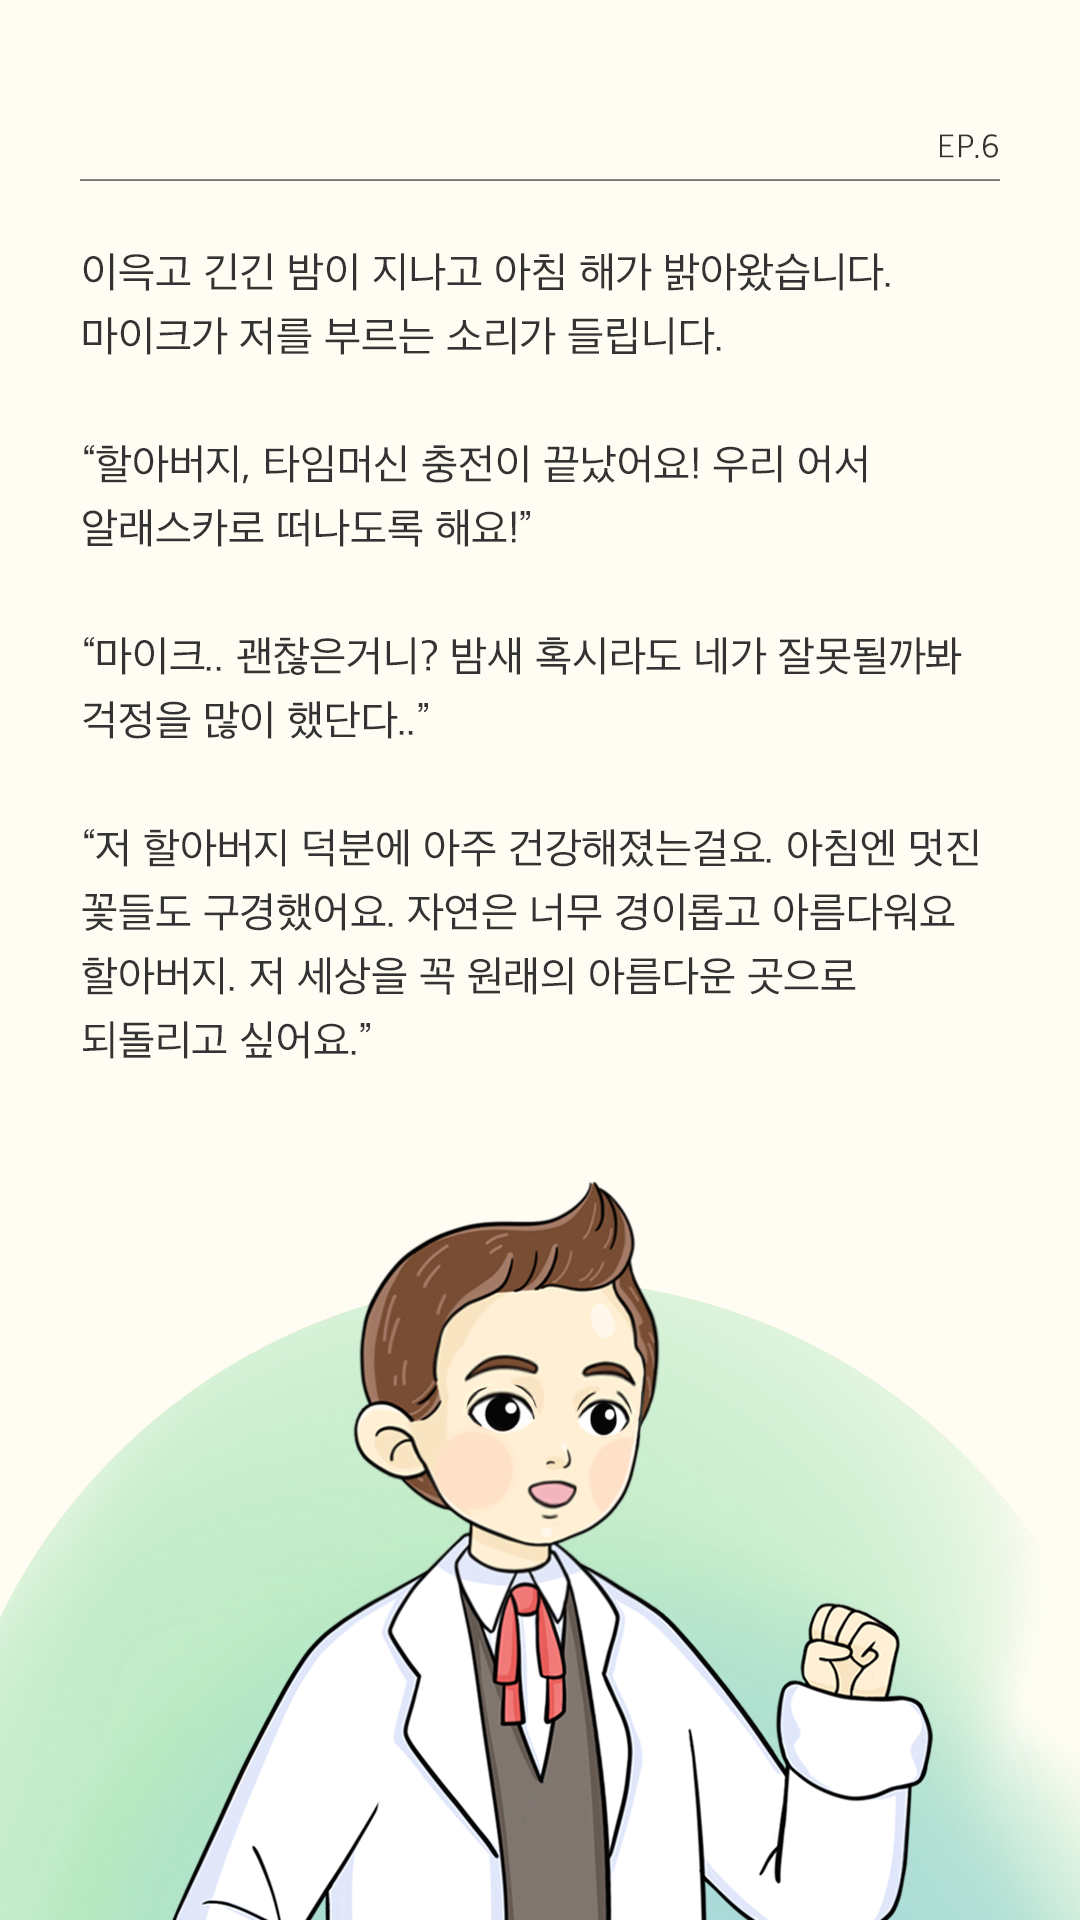 EP.6
이윽고 긴긴 밤이 지나고 아침 해가 밝아왔습니다.
마이크가 저를 부르는 소리가 들립니다.
“할아버지, 타임머신 충전이 끝났어요! 우리 어서
알래스카로 떠나도록 해요!”
“마이크.. 괜찮은거니? 밤새 혹시라도 네가 잘못될까봐
걱정을 많이 했단다..”
“저 할아버지 덕분에 아주 건강해졌는걸요. 아침엔 멋진
꽃들도 구경했어요. 자연은 너무 경이롭고 아름다워요
할아버지. 저 세상을 꼭 원래의 아름다운 곳으로
되돌리고 싶어요.”